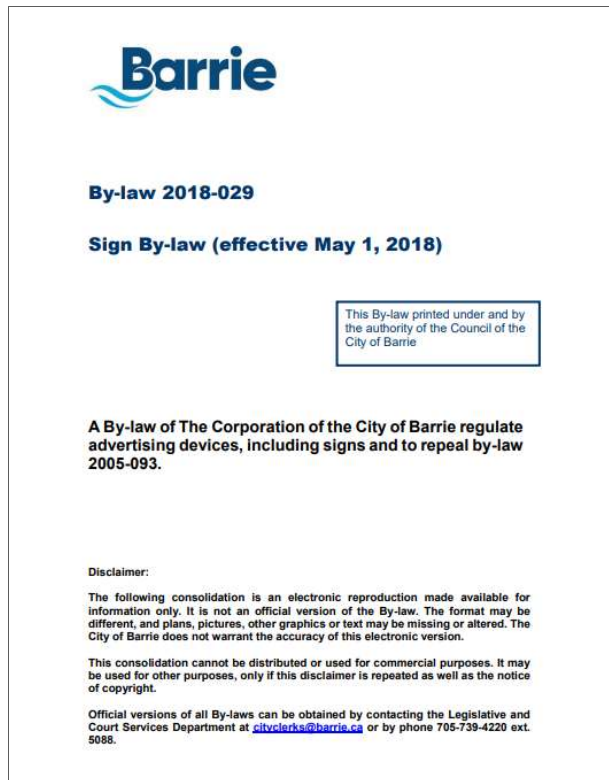 Barrie
By-law 2018-029
Sign By-law (effective May 1, 2018)
This By-law printed under and by
the authority of the Council of the
City of Barrie
A By-law of The Corporation of the City of Barrie regulate
advertising devices, including signs and to repeal by-law
2005-093.
Disclaimer:
The following consolidation is an electronic reproduction made available for
information only. It is not an official version of the By-law. The format may be
different, and plans, pictures, other graphics or text may be missing or altered. The
City of Barrie does not warrant the accuracy of this electronic version.
This consolidation cannot be distributed or used for commercial purposes. It may
be used for other purposes, only if this disclaimer is repeated as well as the notice
of copyright.
Official versions of all By-laws can be obtained by contacting the Legislative and
Court Services Department at cityclerks@barrie.ca or by phone 705-739-4220 ext.
5088.